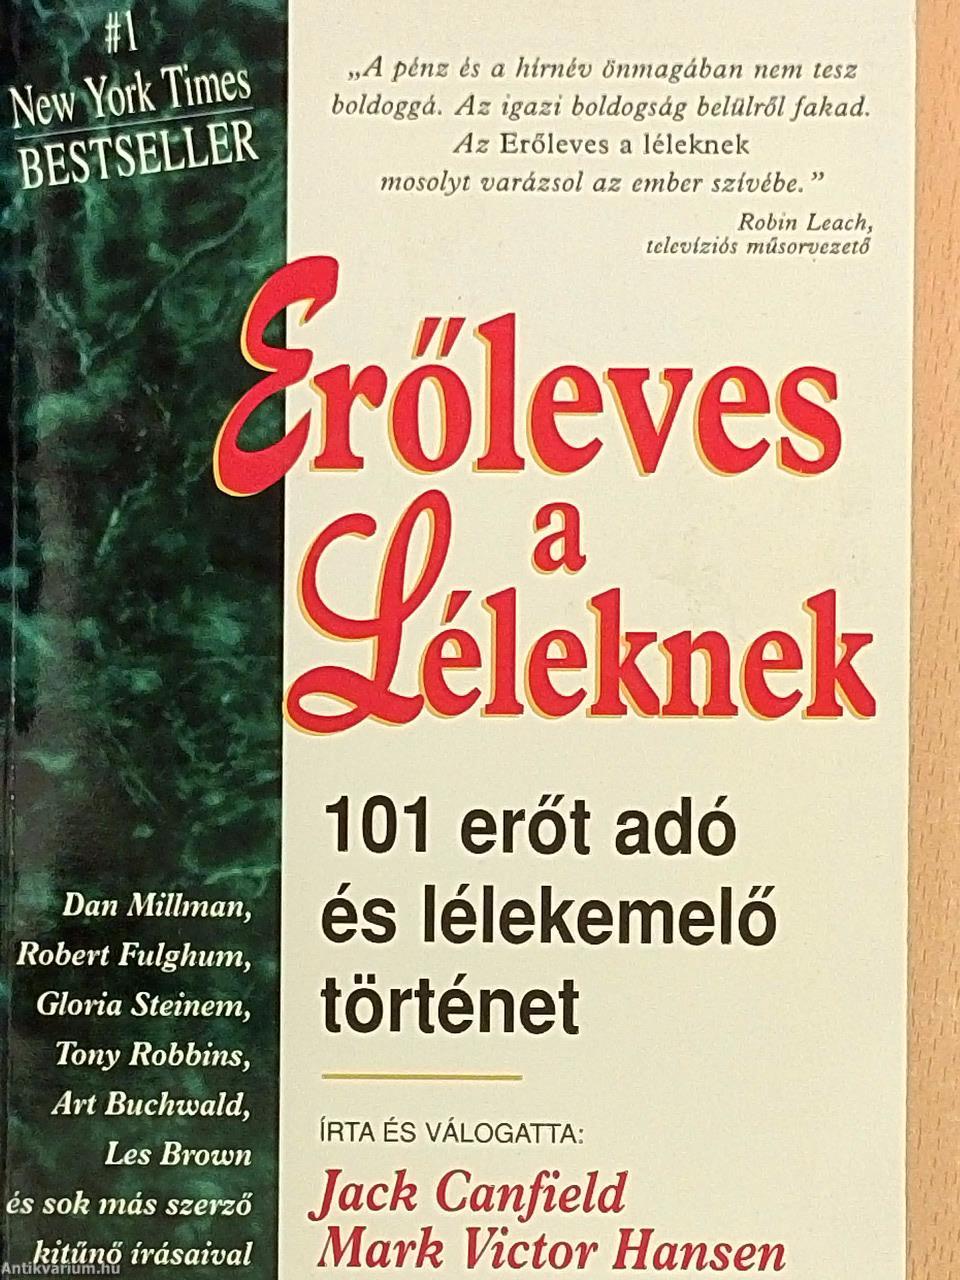 #1
New York Times
BESTSELLER
„A pénz és a hírnév önmagában nem tesz
boldoggá. Az igazi boldogság belülről fakad.
Az Erőleves a léleknek
mosolyt varázsol az ember szívébe.”
Robin Leach,
televíziós műsorvezető
Erőleves
a
Léleknek
101 erőt adó
és lélekemelő
történet
Dan Millman,
Robert Fulghum,
Gloria Steinem,
Tony Robbins,
Art Buchwald,
Les Brown
és sok más szerző
kitűnő írásaival
ÍRTA ÉS VÁLOGATTA:
Jack Canfield
Mark Victor Hansen
Antikvárium.hu